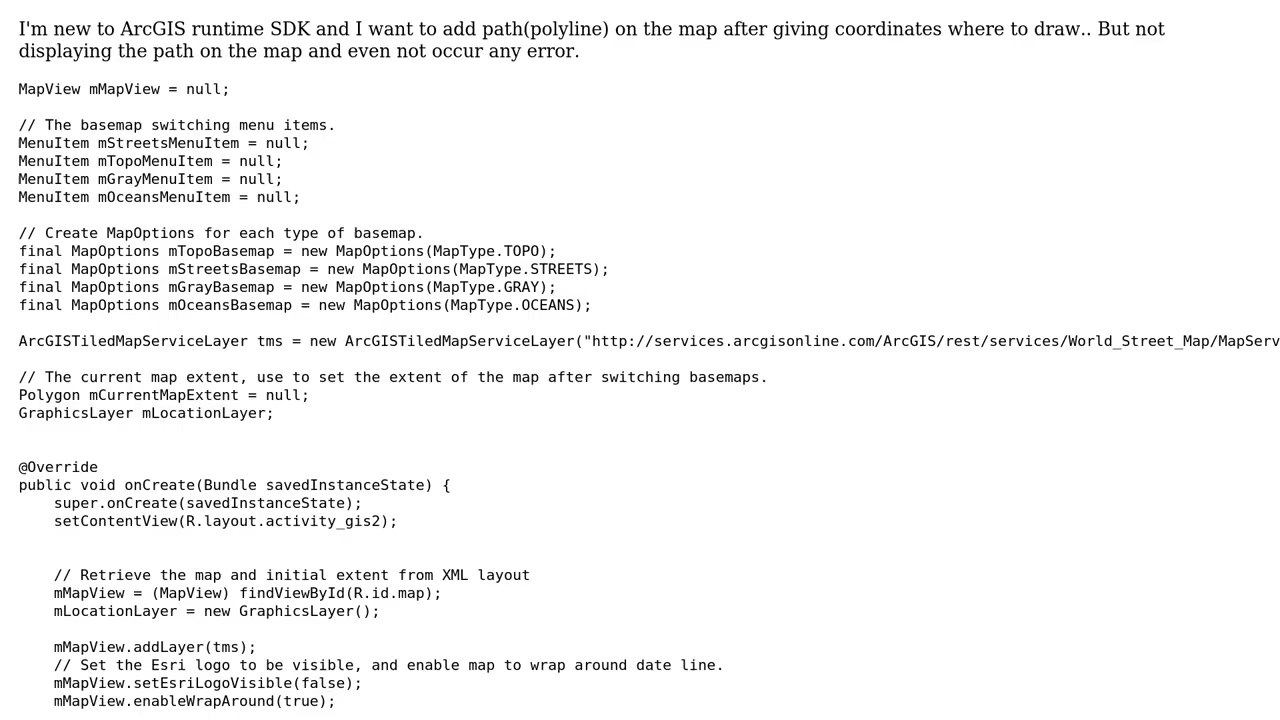 I'm new to ArcGIS runtime SDK and I want to add path(polyline) on the map after giving coordinates where to draw.. But not
displaying the path on the map and even not occur any error.
MapView mMapView = null;
// The basemap switching menu items.
MenuItem mStreetsMenuItem = null;
MenuItem mTopoMenuItem = null;
MenuItem mGrayMenuItem = null;
MenuItem mOceansMenuItem = null;
// Create MapOptions for each type of basemap.
final MapOptions mTopoBasemap = new MapOptions(MapType.TOPO);
final MapOptions mStreetsBasemap = new MapOptions(MapType.STREETS);
final MapOptions mGrayBasemap = new MapOptions(MapType.GRAY);
final MapOptions mOceansBasemap = new MapOptions(MapType.OCEANS);
ArcGISTiledMapServiceLayer tms = new ArcGISTiledMapServiceLayer("http://services.arcgisonline.com/ArcGIS/rest/services/World_Street_Map/MapServ
// The current map extent, use to set the extent of the map after switching basemaps.
Polygon mCurrentMapExtent = null;
GraphicsLayer mLocationLayer;
@Override
public void onCreate(Bundle savedInstanceState) {
    super.onCreate(savedInstanceState);
    setContentView(R.layout.activity_gis2);
    // Retrieve the map and initial extent from XML layout
    mMapView = (MapView) findViewById(R.id.map);
    mLocationLayer = new GraphicsLayer();
    mMapView.addLayer(tms);
    // Set the Esri logo to be visible, and enable map to wrap around date line.
    mMapView.setEsriLogoVisible(false);
    mMapView.enableWrapAround(true);